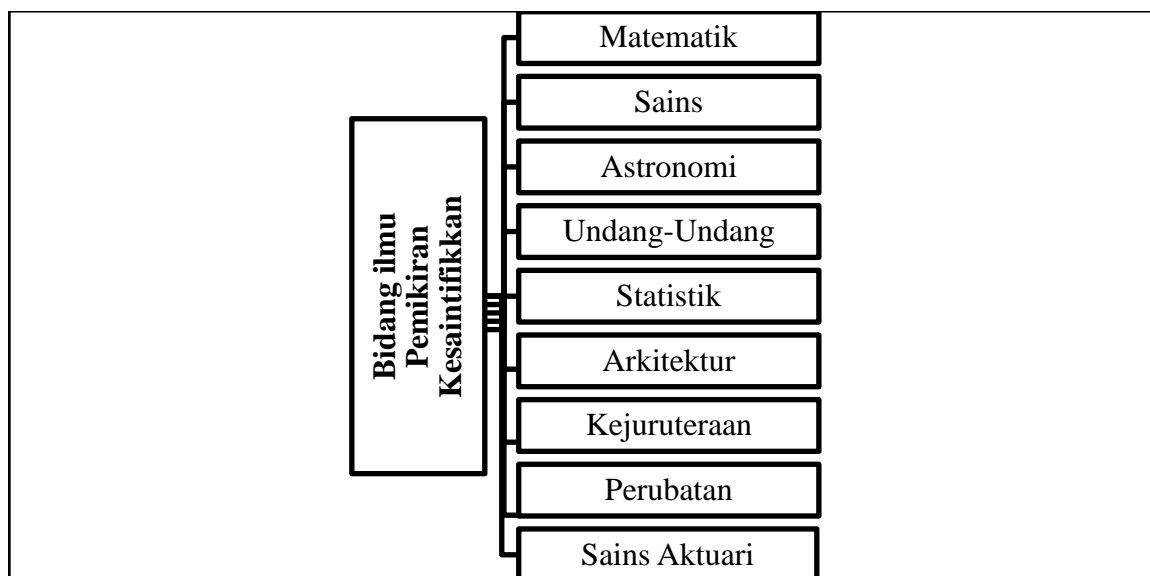 Bidang ilmu
Pemikiran
Kesaintifikkan
Matematik
Sains
Astronomi
Undang-Undang
Statistik
Arkitektur
Kejuruteraan
Perubatan
Sains Aktuari